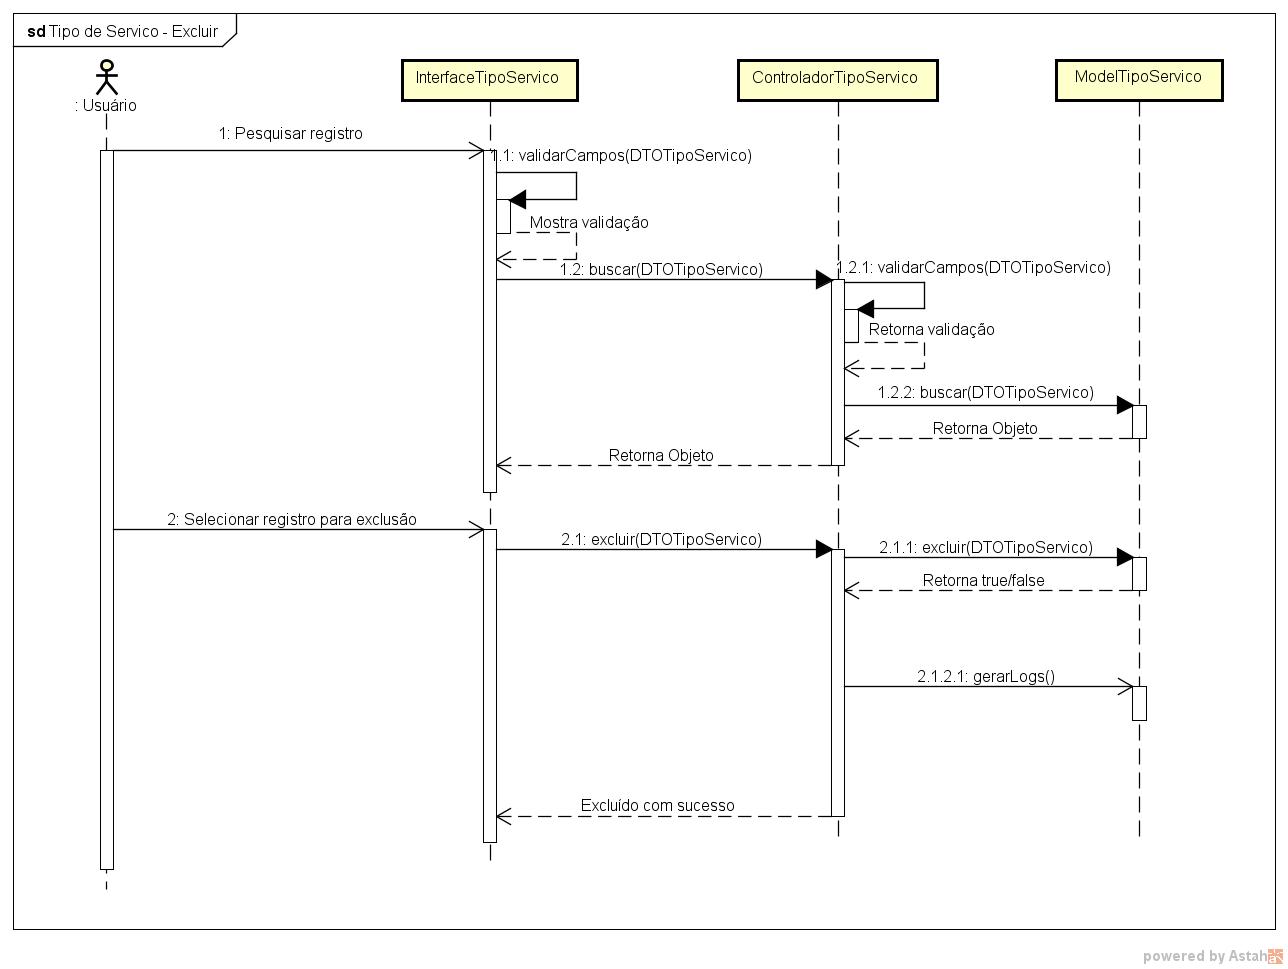 sd Tipo de Servico - Excluir
: Usuário
InterfaceTipoServico
ControladorTipoServico
ModelTipoServico
1: Pesquisar registro
1.1: validarCampos(DTOTipoServico)
Mostra validação
1.2: buscar(DTOTipoServico)
1.2.1: validarCampos(DTOTipoServico)
Retorna validação
1.2.2: buscar(DTOTipoServico)
Retorna Objeto
Retorna Objeto
2: Selecionar registro para exclusão
2.1: excluir(DTOTipoServico)
2.1.1: excluir(DTOTipoServico)
Retorna true/false
2.1.2.1: gerarLogs()
Excluído com sucesso
powered by Astah